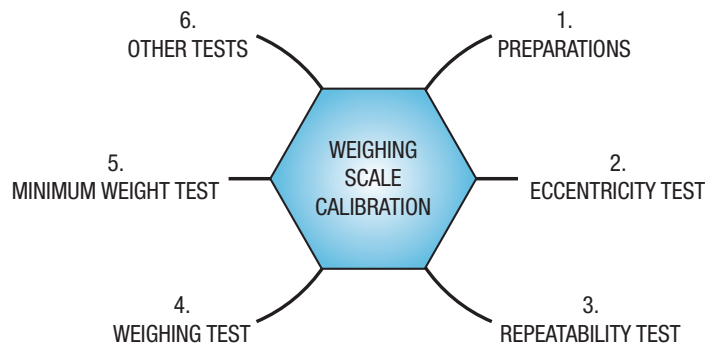 6.
OTHER TESTS
1.
PREPARATIONS
5.
MINIMUM WEIGHT TEST
WEIGHING
SCALE
CALIBRATION
2.
ECCENTRICITY TEST
4.
WEIGHING TEST
3.
REPEATABILITY TEST